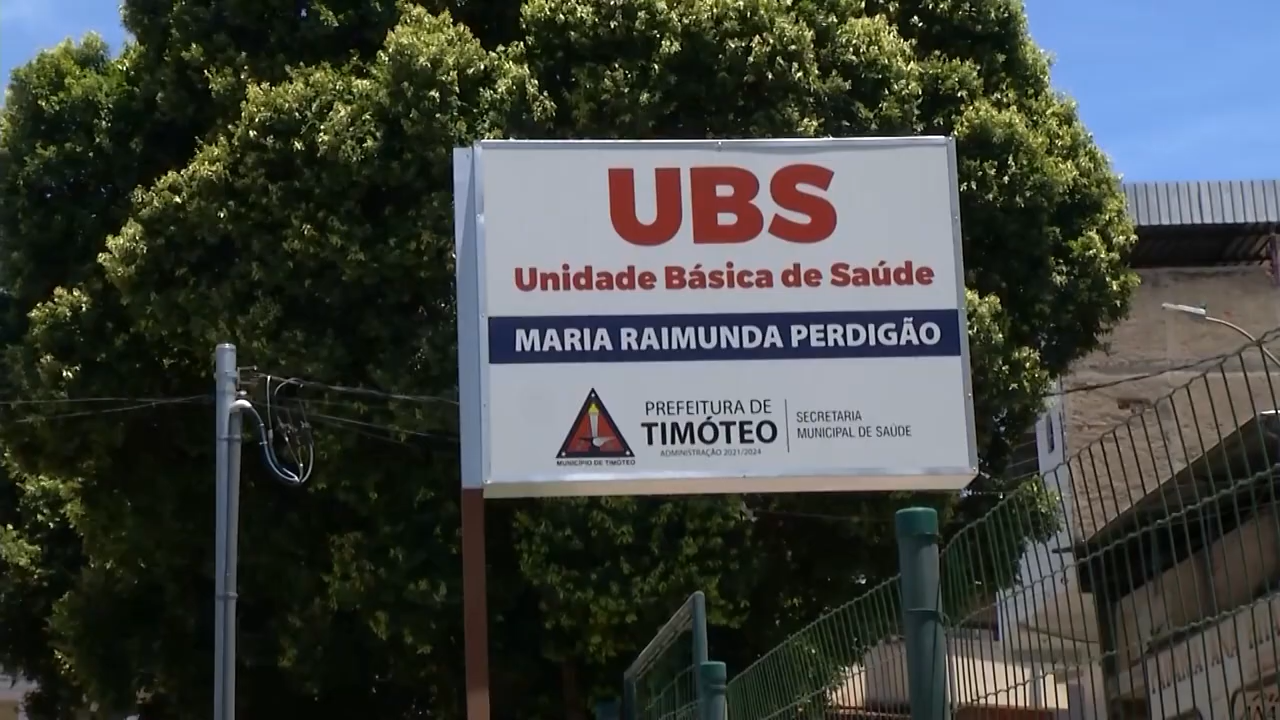 UBS
Unidade Básica de Saúde
MARIA RAIMUNDA PERDIGÃO
PREFEITURA DE
TIMÓTEO
ADMINISTRAÇÃO 2021/2024
SECRETARIA
MUNICIPAL DE SAÚDE
MUNICÍPIO DE TIMÓTEO